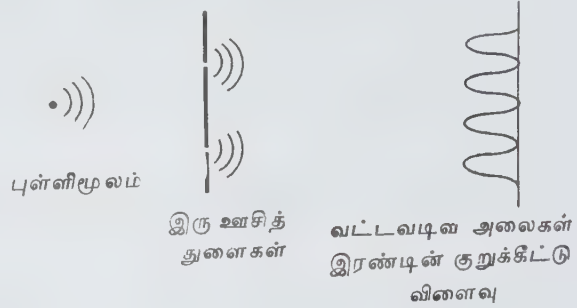 புள்ளிமூலம்
இரு ஊசித்
துளைகள்
வட்டவடிவ அலைகள்
இரண்டின் குறுக்கீட்டு
விளைவு